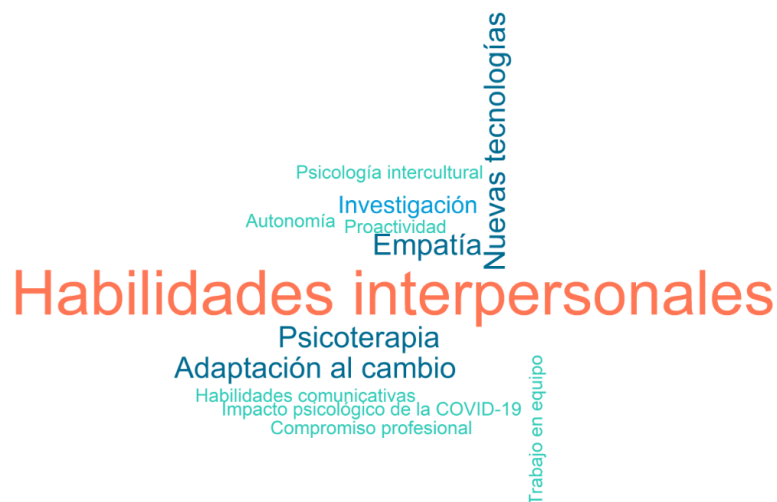 Nuevas tecnologías
Psicología intercultural
Investigación
Autonomía
Proactividad
Empatía
Habilidades interpersonales
Psicoterapia
Adaptación al cambio
Habilidades comunicativas
Impacto psicológico de la COVID-19
Compromiso profesional
Trabajo en equipo